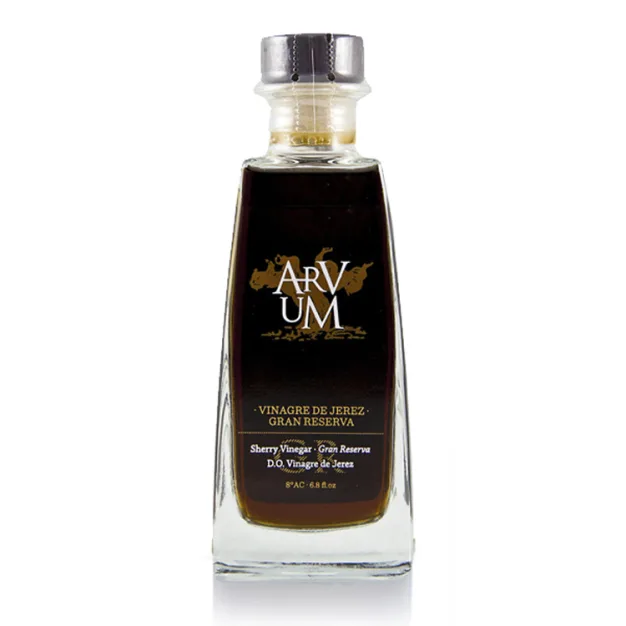 ARV
UM
· VINAGRE DE JEREZ ·
GRAN RESERVA
GR
Sherry Vinegar · Gran Reserva
D.O. Vinagre de Jerez
8°AC · 6.8 fl.oz